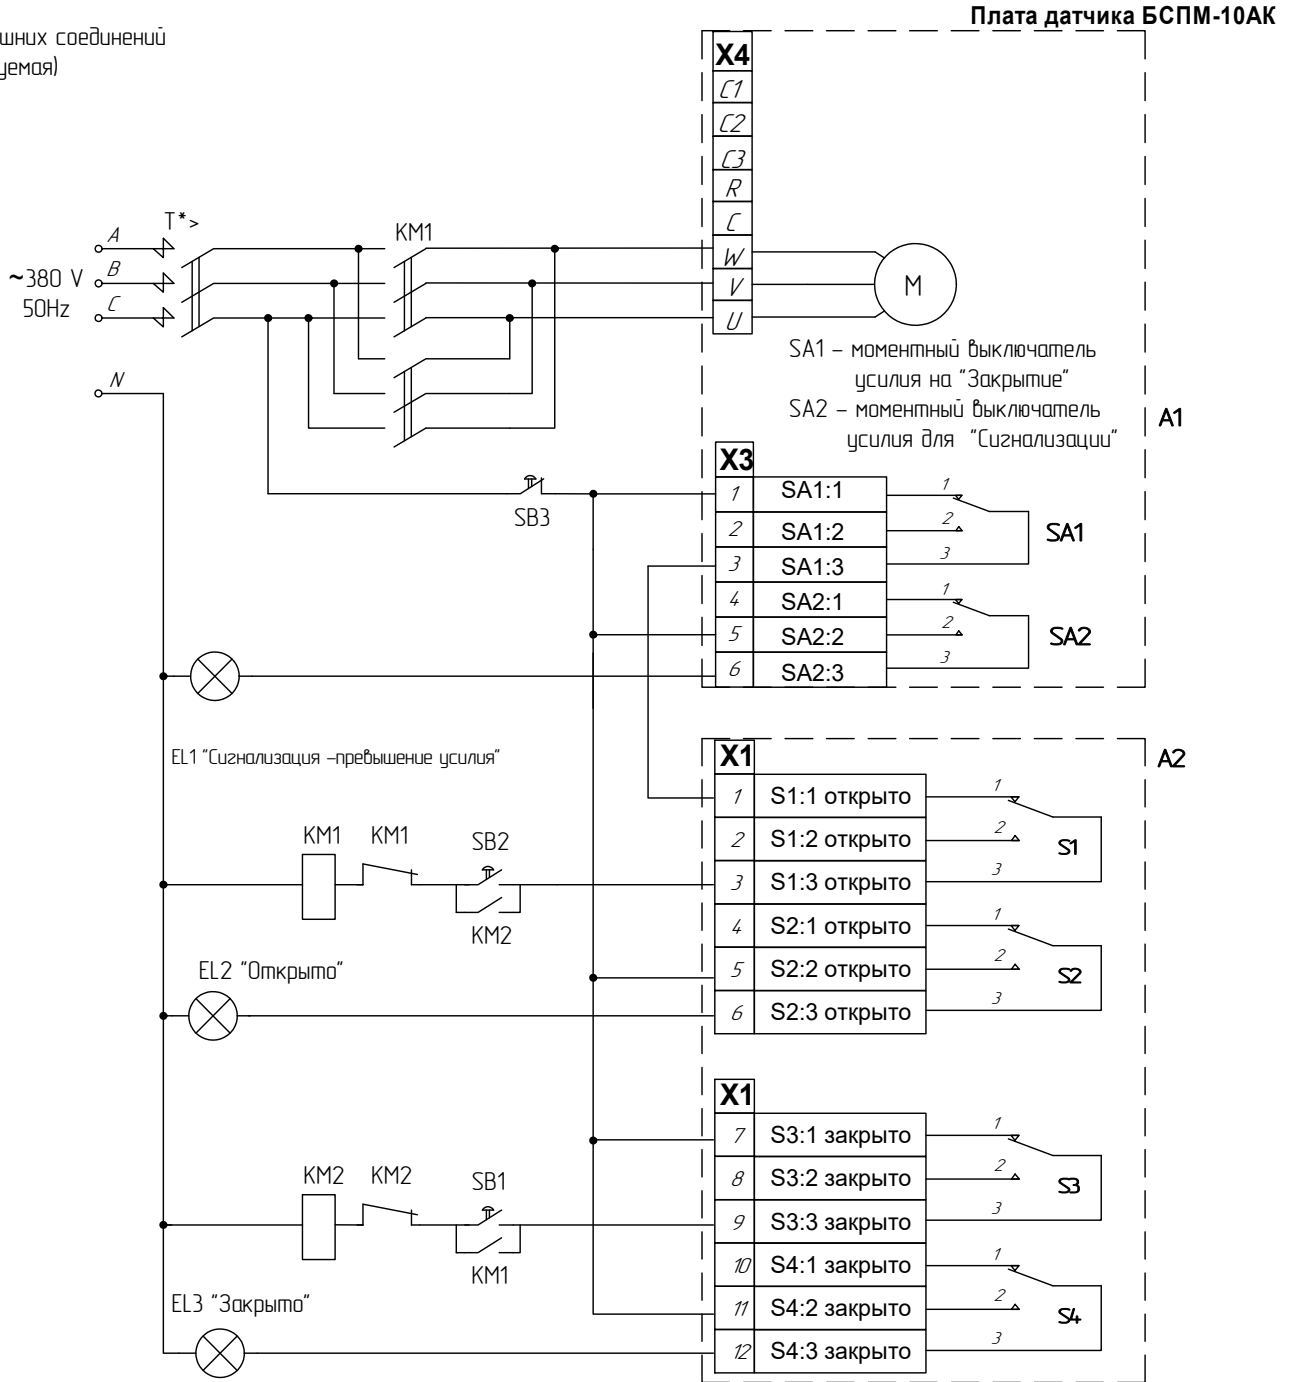 Плата датчика БСПМ-10АК
шних соединений
уемая)
X4
C1
C2
C3
R
C
W
V
U
T*>
A
B
C
~380 V
50Hz
N
KM1
M
SA1 – моментный выключатель
усилия на "Закрытие"
SA2 – моментный выключатель
усилия для "Сигнализации"
A1
X3
1 SA1:1 1
2 SA1:2 2
3 SA1:3 3
SA1
4 SA2:1 1
5 SA2:2 2
6 SA2:3 3
SA2
SB3
EL1 "Сигнализация –превышение усилия"
A2
X1
1 S1:1 открыто 1
2 S1:2 открыто 2
3 S1:3 открыто 3
S1
4 S2:1 открыто 1
5 S2:2 открыто 2
6 S2:3 открыто 3
S2
KM1 KM1 SB2
KM2
EL2 "Открыто"
X1
7 S3:1 закрыто 1
8 S3:2 закрыто 2
9 S3:3 закрыто 3
S3
10 S4:1 закрыто 1
11 S4:2 закрыто 2
12 S4:3 закрыто 3
S4
KM2 KM2 SB1
KM1
EL3 "Закрыто"